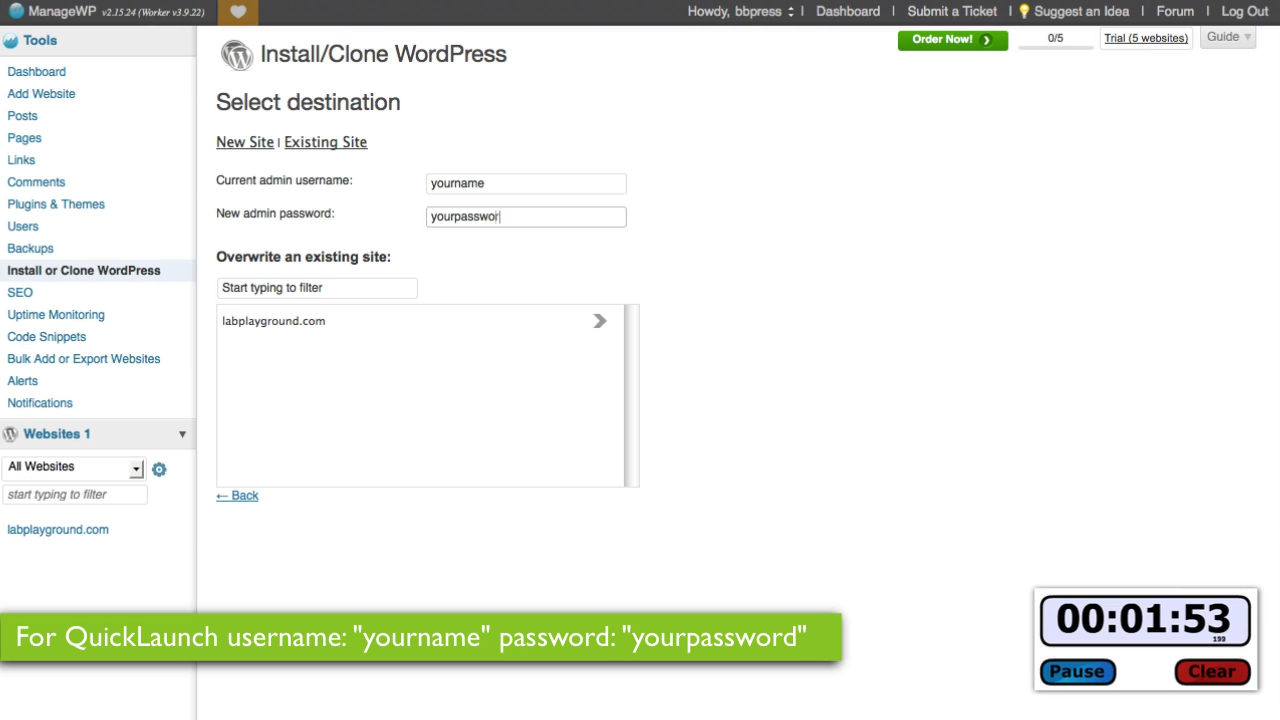 ManageWP v2.15.24 (Worker v3.9.22)
Howdy, bbpress | Dashboard | Submit a Ticket | Suggest an Idea | Forum | Log Out
Tools
Dashboard
Add Website
Posts
Pages
Links
Comments
Plugins & Themes
Users
Backups
Install or Clone WordPress
SEO
Uptime Monitoring
Code Snippets
Bulk Add or Export Websites
Alerts
Notifications
Websites 1
All Websites
start typing to filter
labplayground.com
Install/Clone WordPress
Order Now!
0/5
Trial (5 websites)
Guide
Select destination
New Site | Existing Site
Current admin username: yourname
New admin password: yourpasswor
Overwrite an existing site:
Start typing to filter
labplayground.com
← Back
For QuickLaunch username: "yourname" password: "yourpassword"
00:01:53
199
Pause Clear